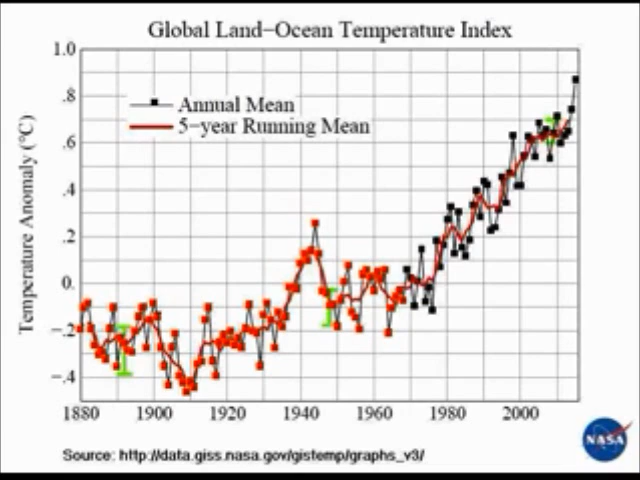 Global Land−Ocean Temperature Index
1.0
.8
.6
.4
.2
0.
−.2
−.4
Temperature Anomaly (°C)
Annual Mean
5−year Running Mean
1880 1900 1920 1940 1960 1980 2000
Source: http://data.giss.nasa.gov/gistemp/graphs_v3/
NASA